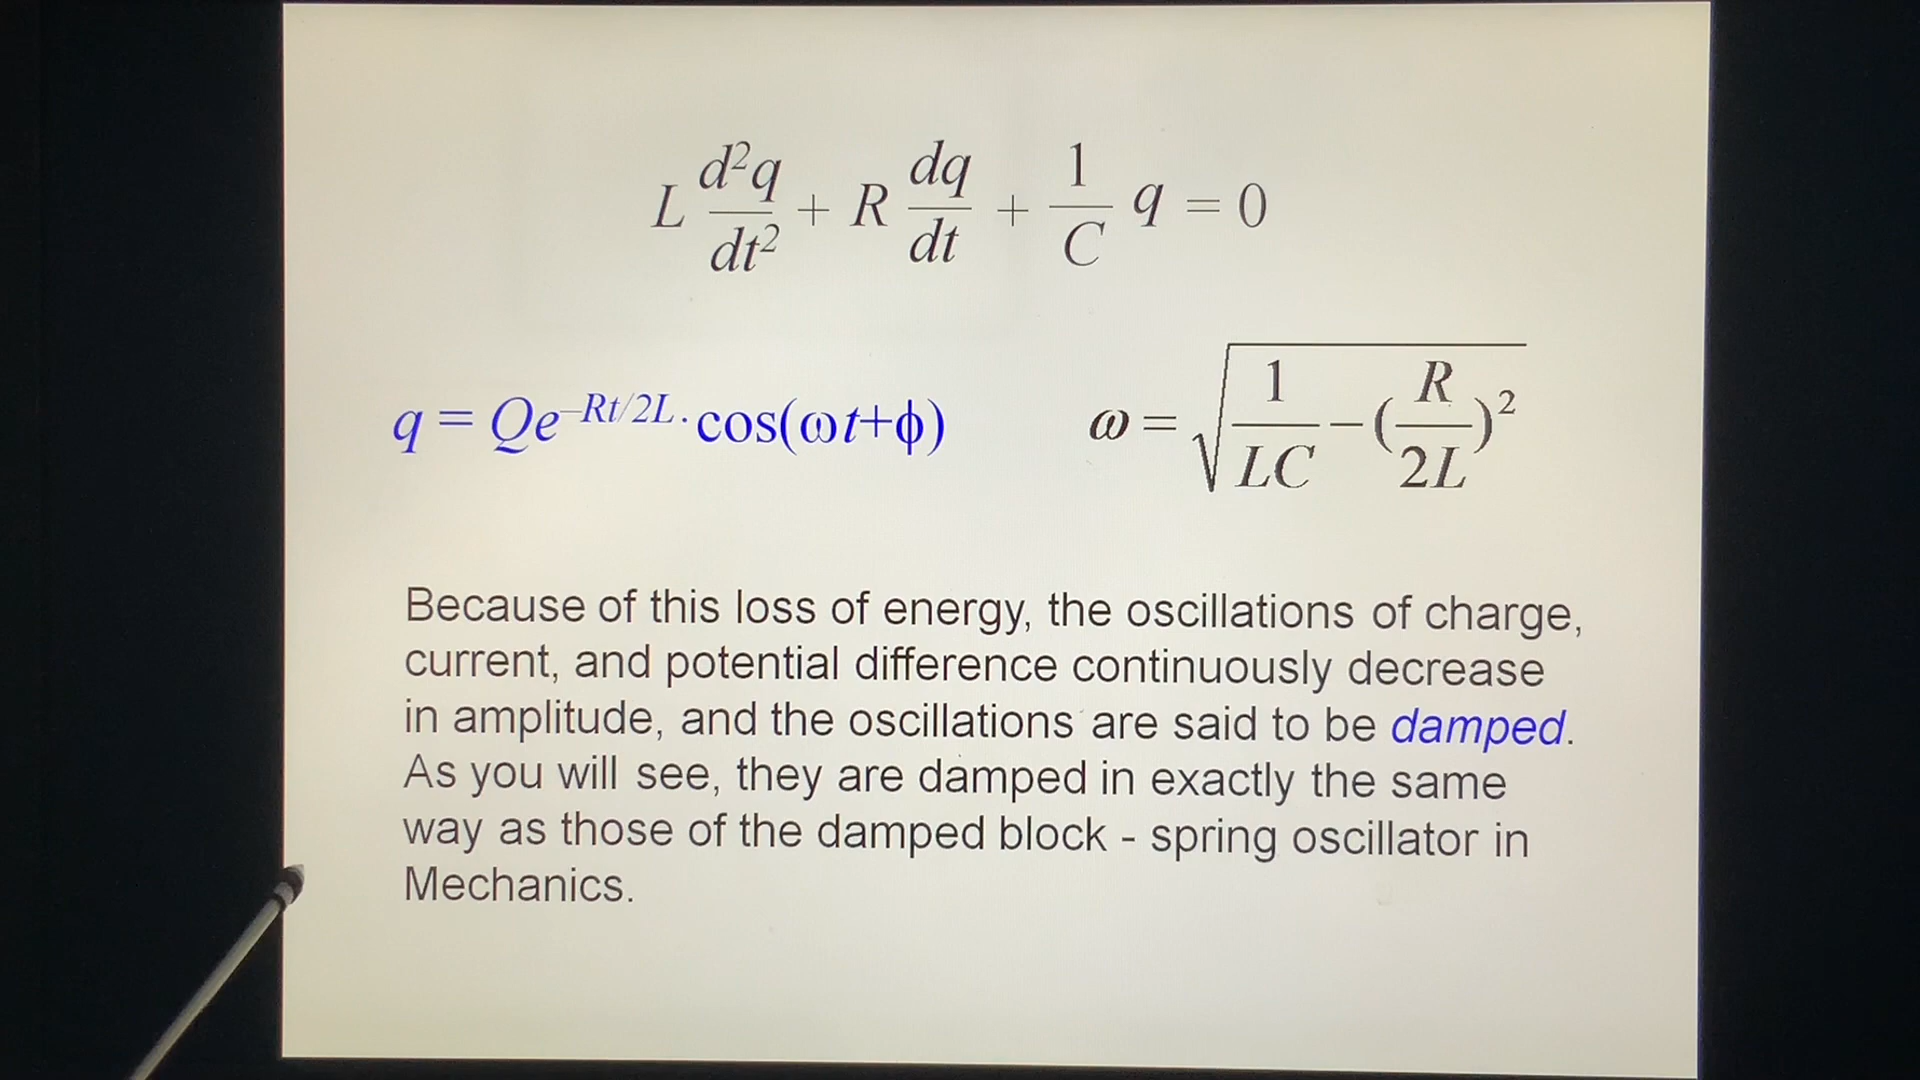 L d²q/dt² + R dq/dt + 1/C q = 0
q = Qe^–Rt/2L · cos(ωt+ϕ)
ω = √(1/LC – (R/2L)²)
Because of this loss of energy, the oscillations of charge,
current, and potential difference continuously decrease
in amplitude, and the oscillations are said to be damped.
As you will see, they are damped in exactly the same
way as those of the damped block - spring oscillator in
Mechanics.